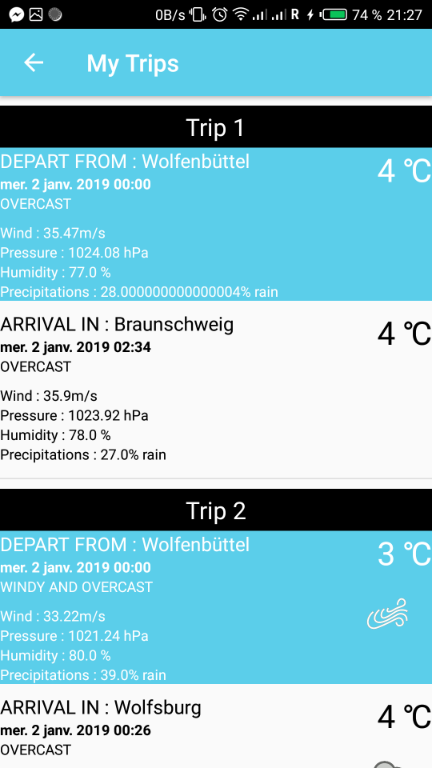 0B/s R 74 % 21:27
My Trips
Trip 1
DEPART FROM : Wolfenbüttel
4 °C
mer. 2 janv. 2019 00:00
OVERCAST
Wind : 35.47m/s
Pressure : 1024.08 hPa
Humidity : 77.0 %
Precipitations : 28.000000000000004% rain
ARRIVAL IN : Braunschweig
4 °C
mer. 2 janv. 2019 02:34
OVERCAST
Wind : 35.9m/s
Pressure : 1023.92 hPa
Humidity : 78.0 %
Precipitations : 27.0% rain
Trip 2
DEPART FROM : Wolfenbüttel
3 °C
mer. 2 janv. 2019 00:00
WINDY AND OVERCAST
Wind : 33.22m/s
Pressure : 1021.24 hPa
Humidity : 80.0 %
Precipitations : 39.0% rain
ARRIVAL IN : Wolfsburg
4 °C
mer. 2 janv. 2019 00:26
OVERCAST